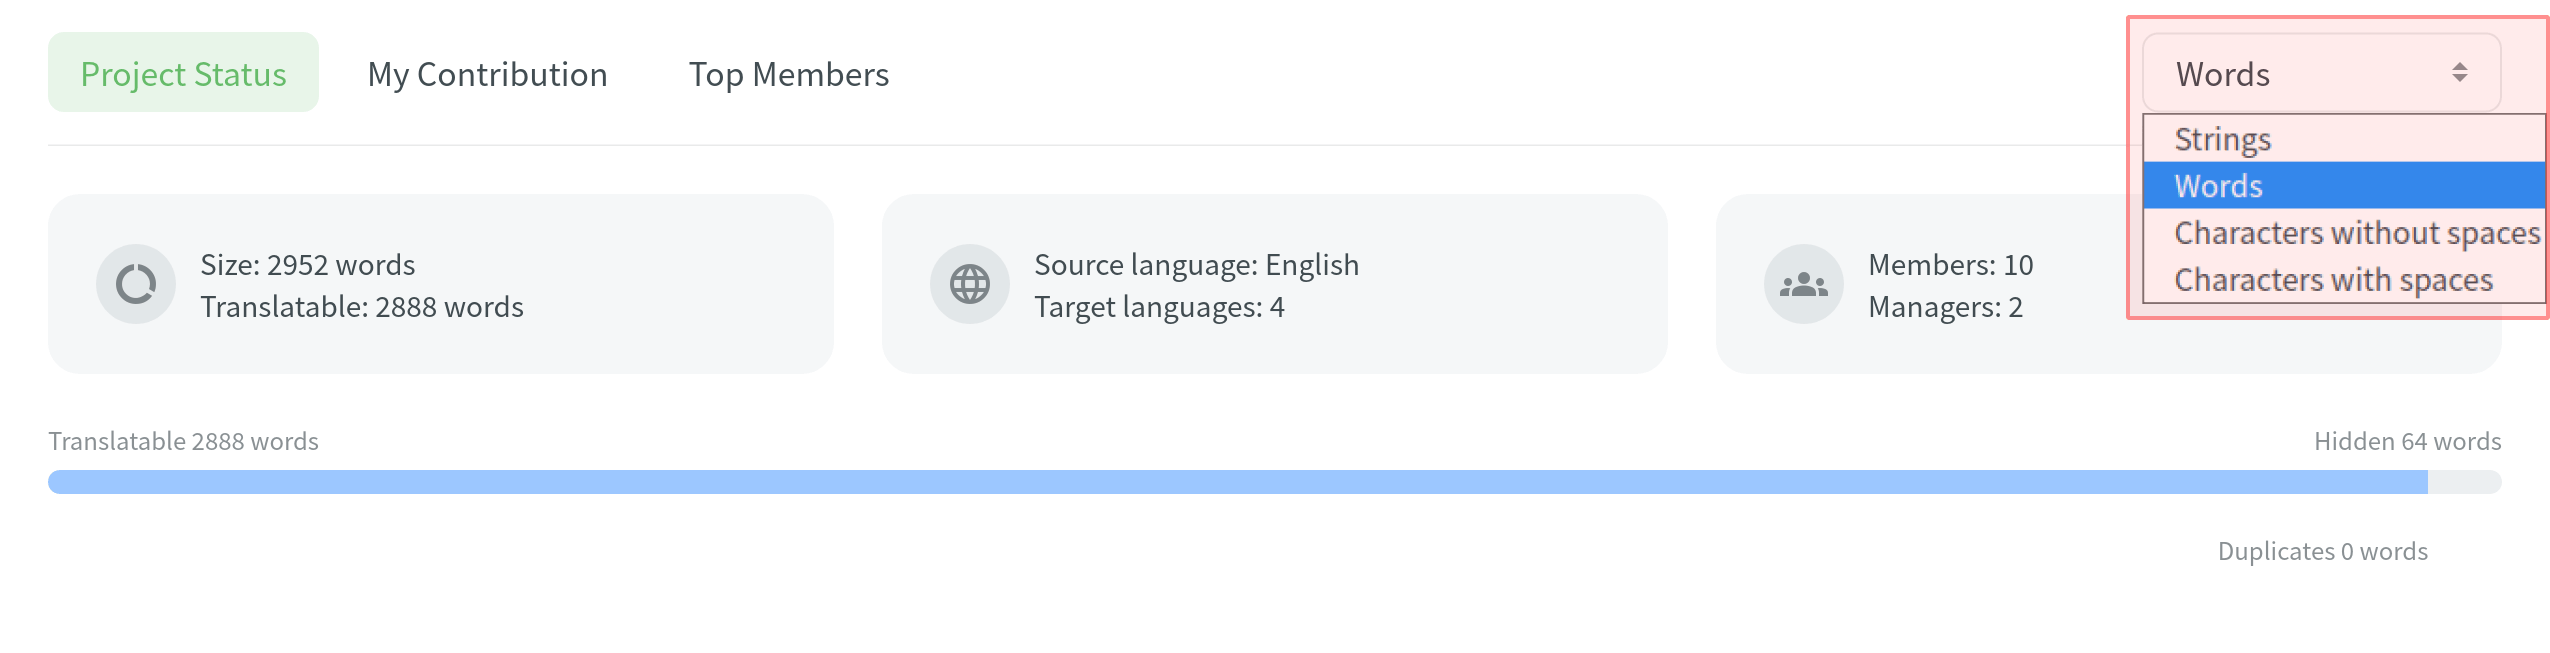 Project Status
My Contribution
Top Members
Words
Strings
Words
Characters without spaces
Characters with spaces
Size: 2952 words
Translatable: 2888 words
Source language: English
Target languages: 4
Members: 10
Managers: 2
Translatable 2888 words
Hidden 64 words
Duplicates 0 words